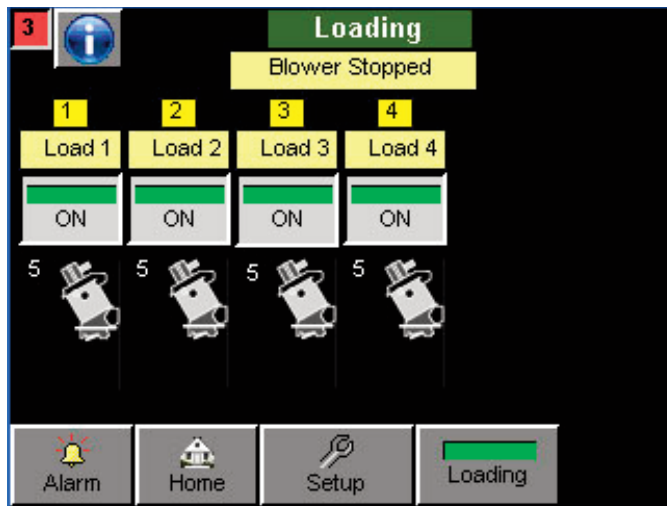 3
Loading
Blower Stopped
1 2 3 4
Load 1 Load 2 Load 3 Load 4
ON ON ON ON
5 5 5 5
Alarm Home Setup Loading